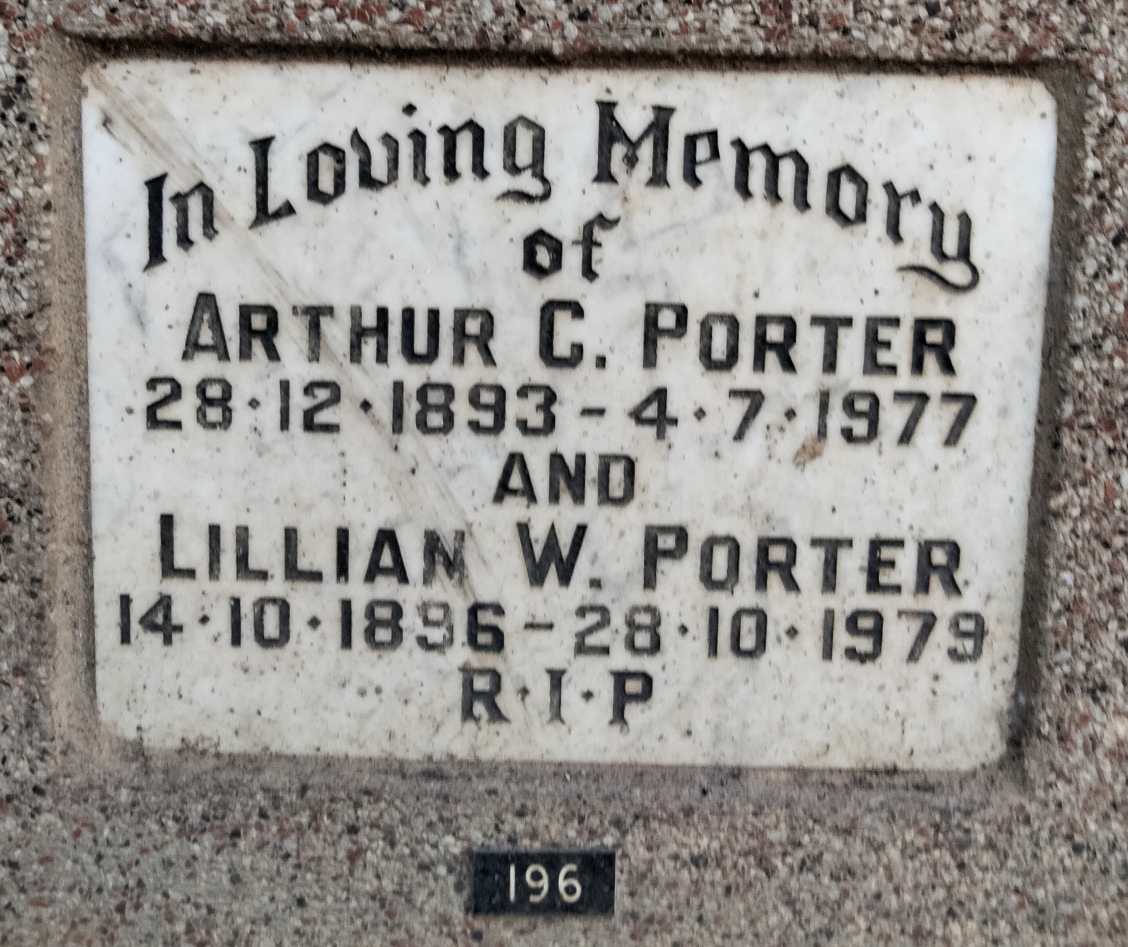 In Loving Memory
of
ARTHUR C. PORTER
28·12·1893 - 4·7·1977
AND
LILLIAN W. PORTER
14·10·1896 - 28·10·1979
R·I·P
196